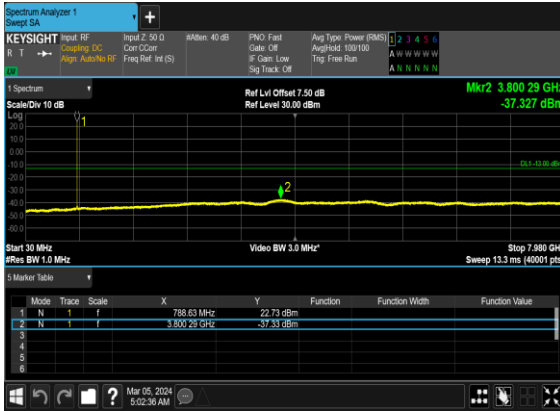 Spectrum Analyzer 1
Swept SA
+
KEYSIGHT
R T
LV
Input: RF
Coupling: DC
Align: Auto/No RF
Input Z: 50 Ω
Corr CCorr
Freq Ref: Int (S)
#Atten: 40 dB
PNO: Fast
Gate: Off
IF Gain: Low
Sig Track: Off
Avg Type: Power (RMS)
Avg|Hold: 100/100
Trig: Free Run
1 2 3 4 5 6
A W W W W W
A N N N N N
1 Spectrum
Scale/Div 10 dB
Ref Lvl Offset 7.50 dB
Ref Level 30.00 dBm
Mkr2 3.800 29 GHz
-37.327 dBm
Log
20.0
10.0
0.00
-10.0
-20.0
-30.0
-40.0
-50.0
-60.0
1
2
DL1 -13.00 dBm
Start 30 MHz
#Res BW 1.0 MHz
Video BW 3.0 MHz*
Stop 7.980 GHz
Sweep 13.3 ms (40001 pts)
5 Marker Table
Mode Trace Scale X Y Function Function Width Function Value
1 N 1 f 788.63 MHz 22.73 dBm
2 N 1 f 3.800 29 GHz -37.33 dBm
3
4
5
6
?
Mar 05, 2024
5:02:36 AM